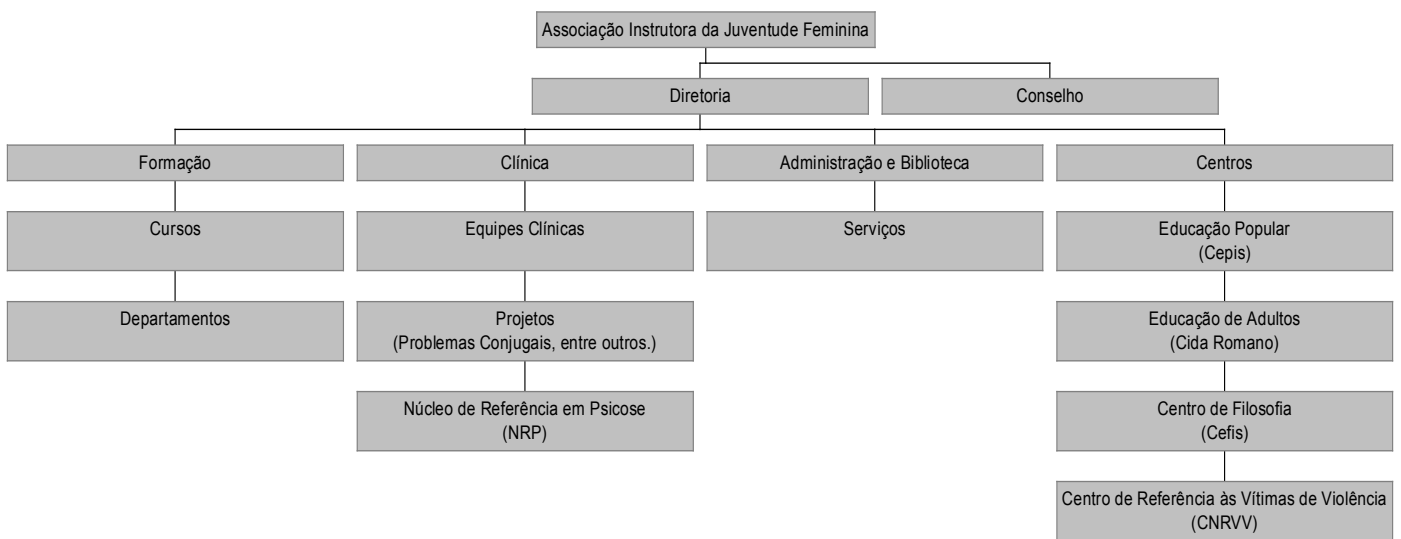 Associação Instrutora da Juventude Feminina
Diretoria
Conselho
Formação
Clínica
Administração e Biblioteca
Centros
Cursos
Equipes Clínicas
Serviços
Educação Popular
(Cepis)
Departamentos
Projetos
(Problemas Conjugais, entre outros.)
Educação de Adultos
(Cida Romano)
Núcleo de Referência em Psicose
(NRP)
Centro de Filosofia
(Cefis)
Centro de Referência às Vítimas de Violência
(CNRVV)